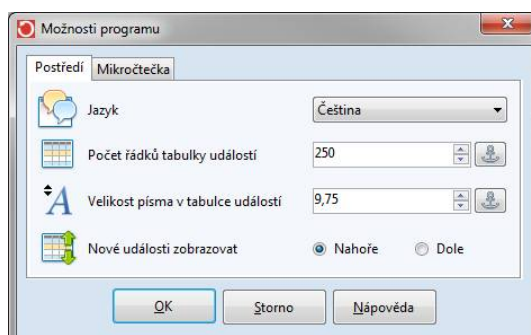 Možnosti programu
Postředí Mikročtečka
Jazyk Čeština
Počet řádků tabulky událostí 250
Velikost písma v tabulce událostí 9,75
Nové události zobrazovat Nahoře Dole
OK Storno Nápověda